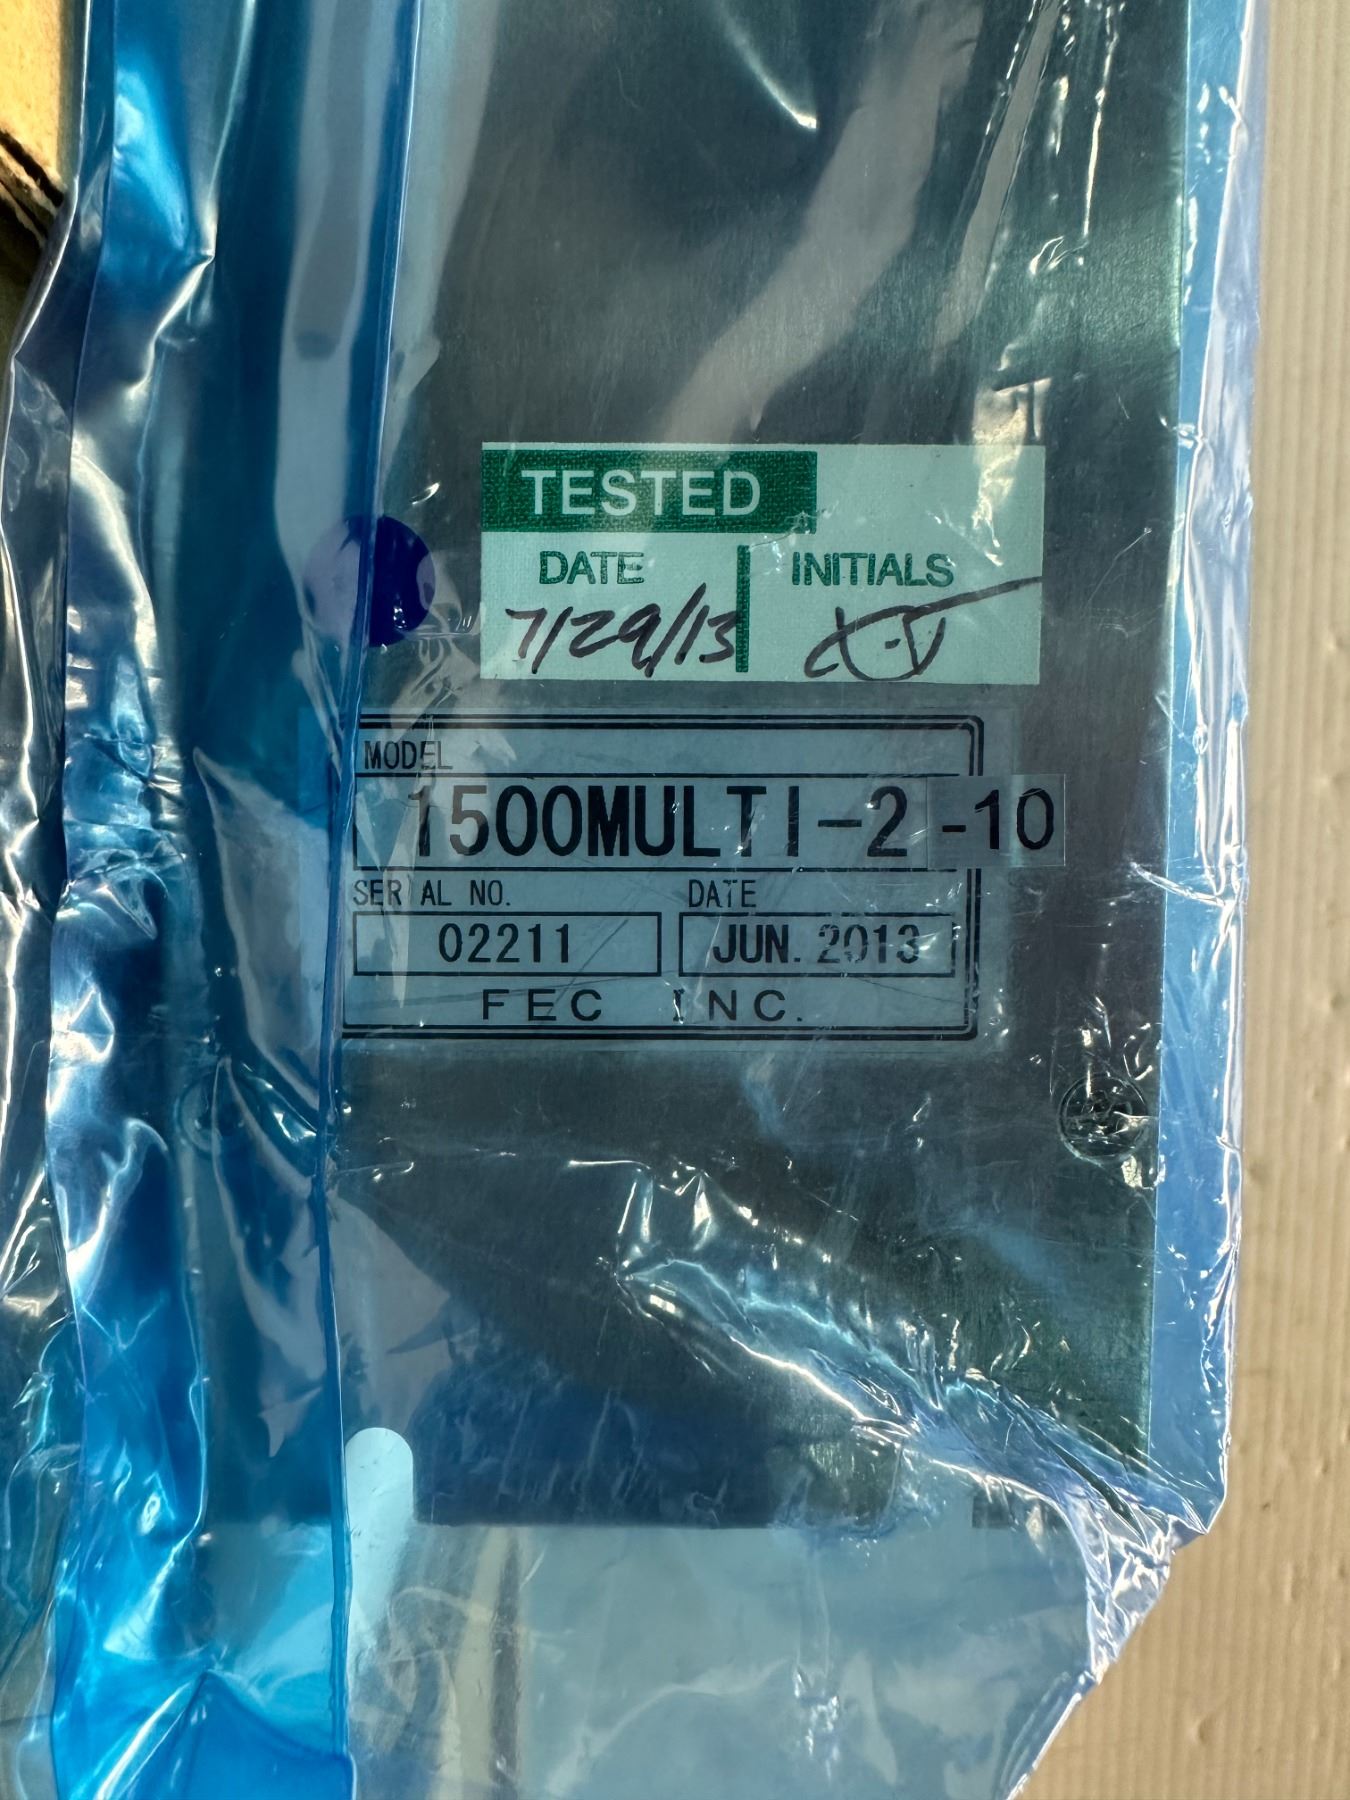 TESTED
DATE INITIALS
7/29/13
MODEL
1500MULTI-2 -10
SERIAL NO. DATE
02211 JUN. 2013
FEC INC.